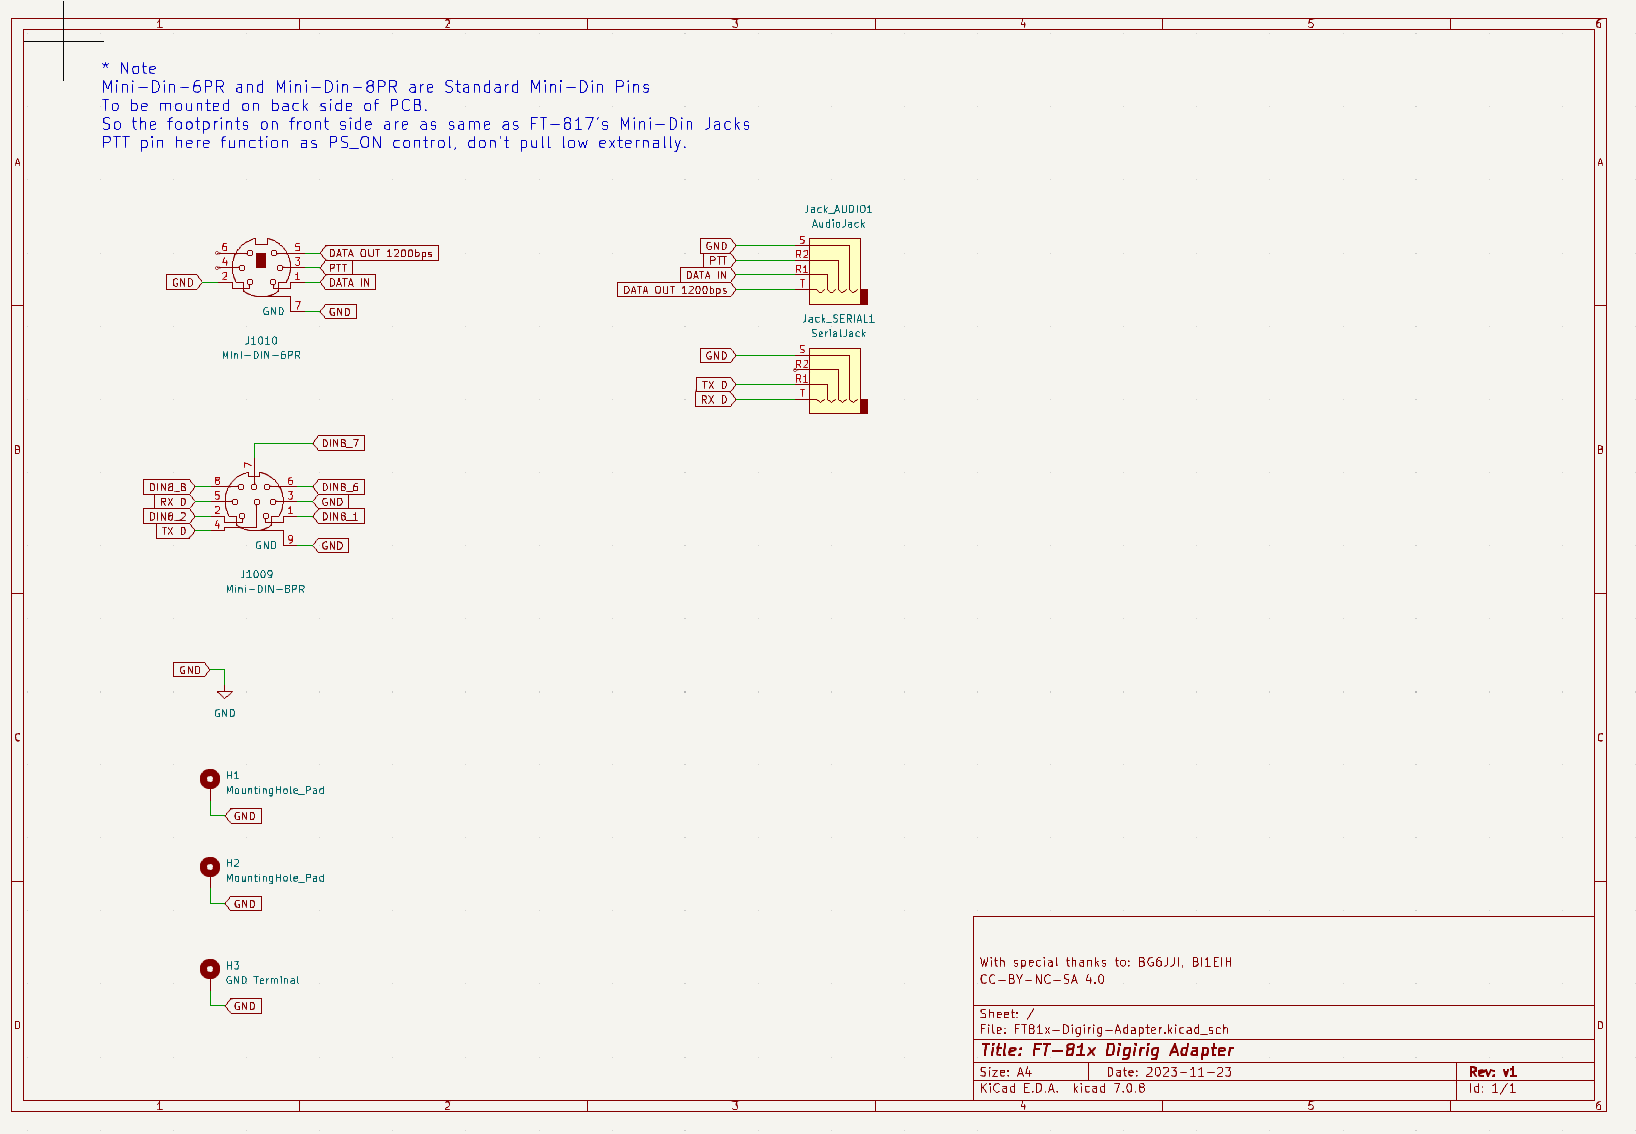 1 2 3 4 5 6
* Note
Mini-Din-6PR and Mini-Din-8PR are Standard Mini-Din Pins
To be mounted on back side of PCB.
So the footprints on front side are as same as FT-817's Mini-Din Jacks
PTT pin here function as PS_ON control, don't pull low externally.
A A
Jack_AUDIO1
AudioJack
6 5 DATA OUT 1200bps
4 3 PTT
GND 2 1 DATA IN
GND 7 GND
J1010
Mini-DIN-6PR
GND S
PTT R2
DATA IN R1
DATA OUT 1200bps T
Jack_SERIAL1
SerialJack
GND S
R2
TX D R1
RX D T
B B
DIN8_7
7
DIN8_8 8 6 DIN8_6
RX D 5 3 GND
DIN8_2 2 1 DIN8_1
TX D 4
GND 9 GND
J1009
Mini-DIN-8PR
GND
GND
C C
H1
MountingHole_Pad
GND
H2
MountingHole_Pad
GND
H3
GND Terminal
GND
D D
With special thanks to: BG6JJI, BI1EIH
CC-BY-NC-SA 4.0
Sheet: /
File: FT81x-Digirig-Adapter.kicad_sch
Title: FT-81x Digirig Adapter
Size: A4 Date: 2023-11-23 Rev: v1
KiCad E.D.A. kicad 7.0.8 Id: 1/1
1 2 3 4 5 6